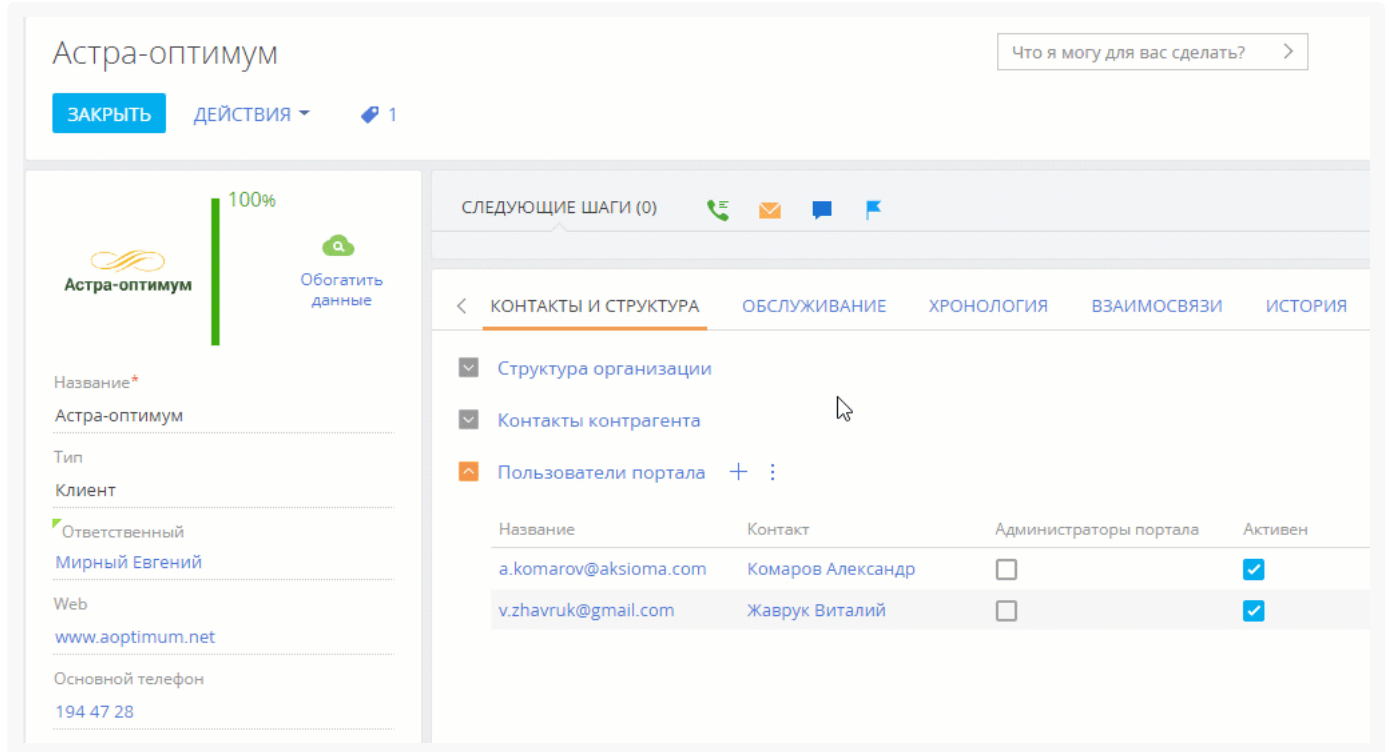 Астра-оптимум
Что я могу для вас сделать?
ЗАКРЫТЬ
ДЕЙСТВИЯ
1
100%
Астра-оптимум
Обогатить
данные
Название*
Астра-оптимум
Тип
Клиент
Ответственный
Мирный Евгений
Web
www.aoptimum.net
Основной телефон
194 47 28
СЛЕДУЮЩИЕ ШАГИ (0)
КОНТАКТЫ И СТРУКТУРА ОБСЛУЖИВАНИЕ ХРОНОЛОГИЯ ВЗАИМОСВЯЗИ ИСТОРИЯ
Структура организации
Контакты контрагента
Пользователи портала
Название Контакт Администраторы портала Активен
a.komarov@aksioma.com Комаров Александр
v.zhavruk@gmail.com Жаврук Виталий